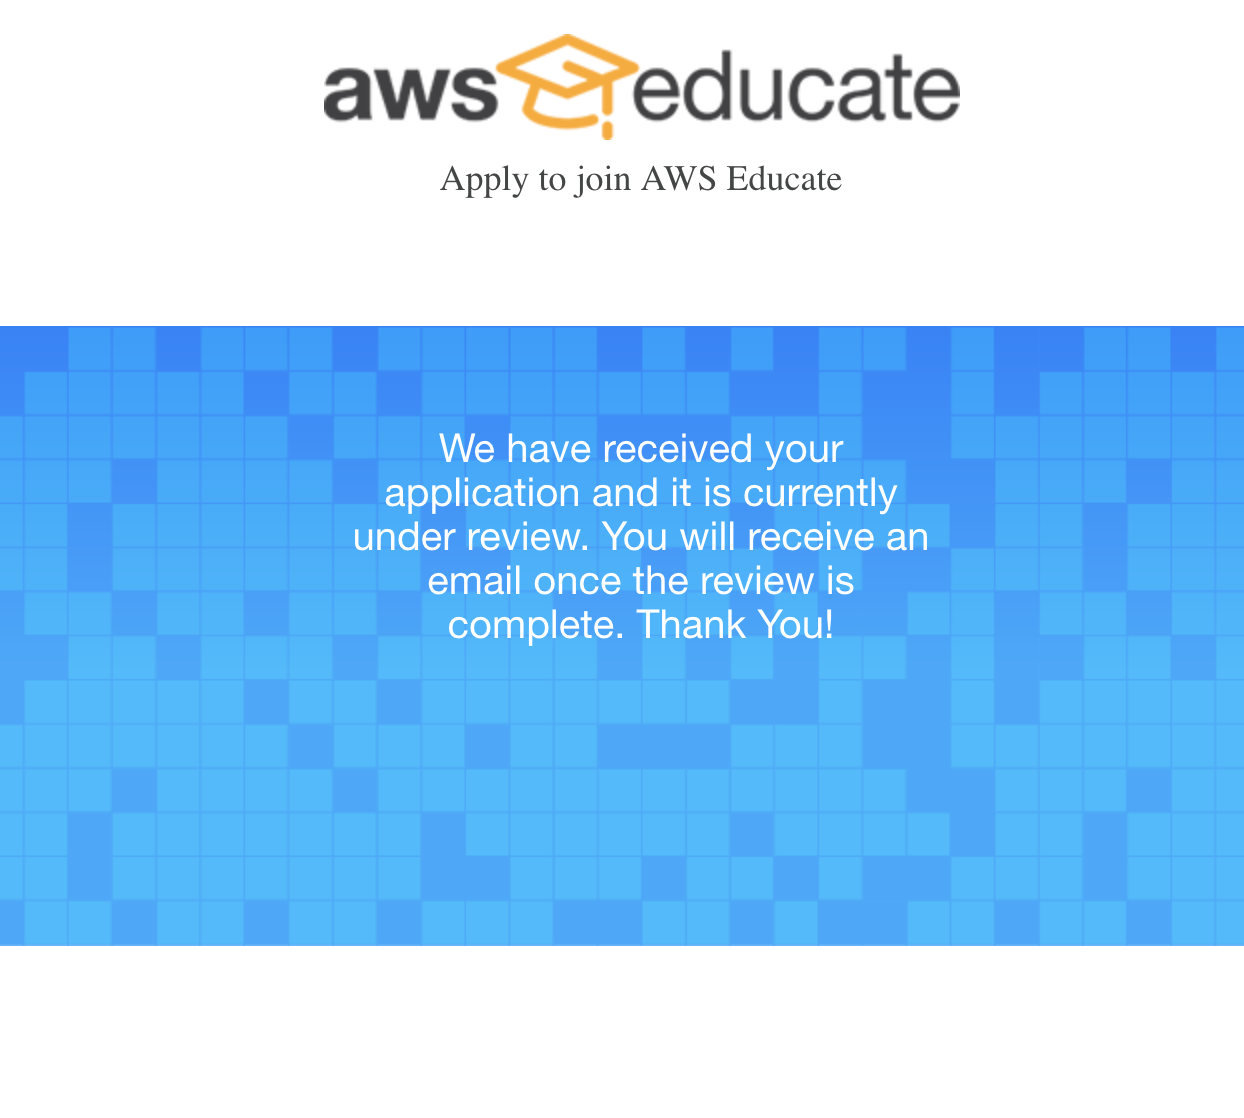 aws educate
Apply to join AWS Educate
We have received your
application and it is currently
under review. You will receive an
email once the review is
complete. Thank You!